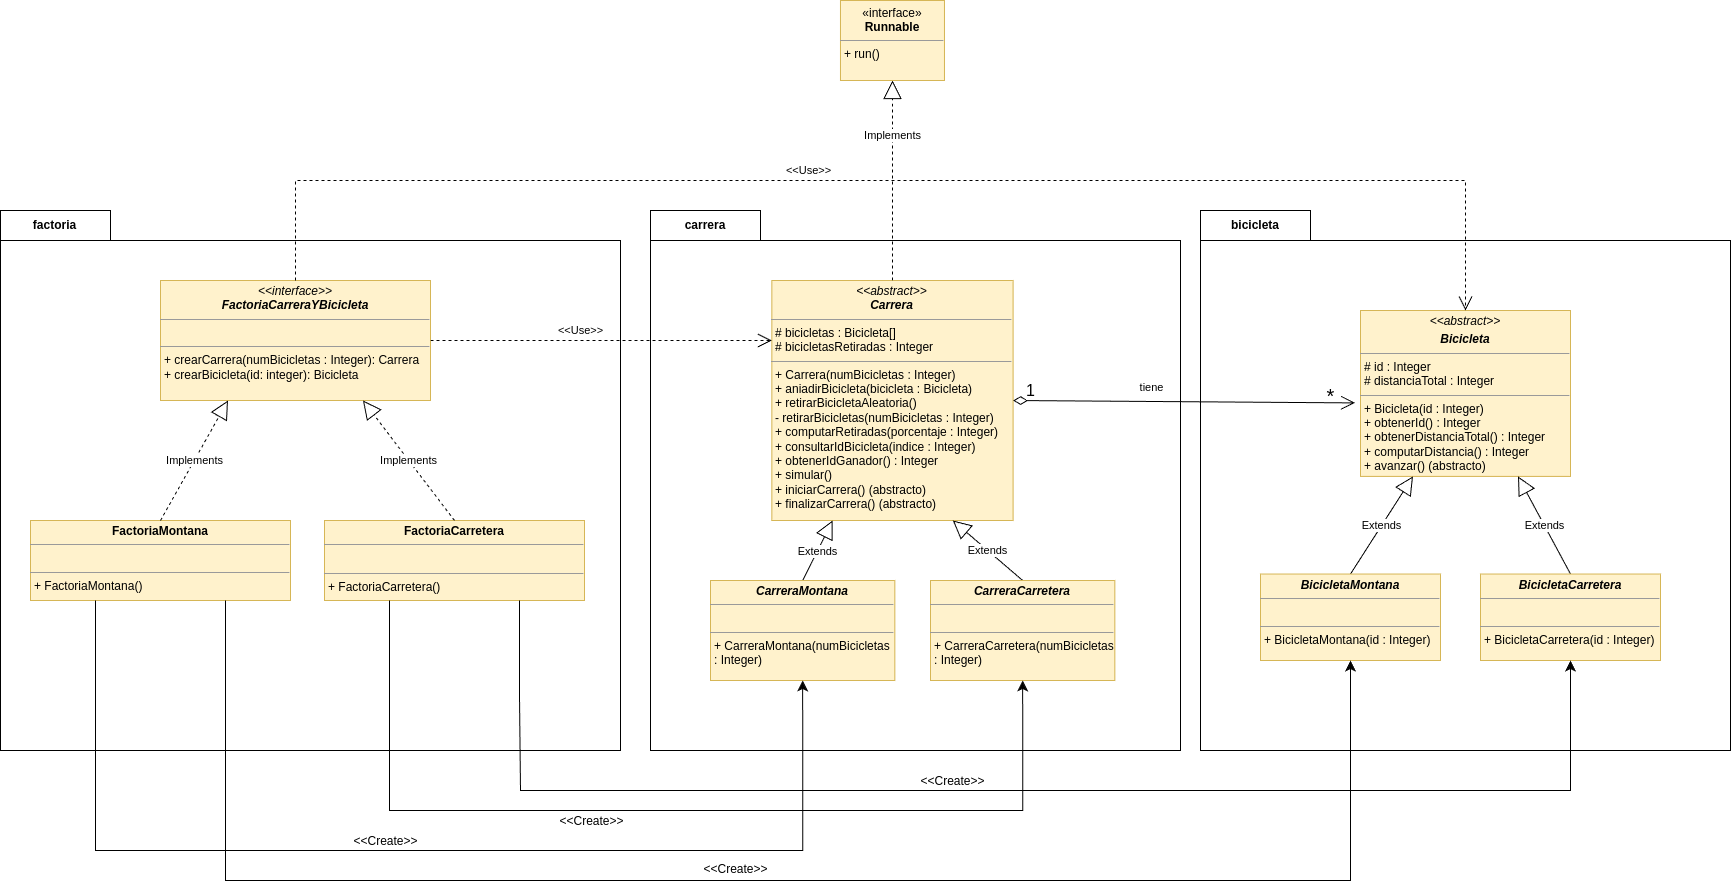 «interface»
Runnable
+ run()
Implements
<<Use>>
factoria
carrera
bicicleta
<<interface>>
FactoriaCarreraYBicicleta
+ crearCarrera(numBicicletas : Integer): Carrera
+ crearBicicleta(id: integer): Bicicleta
<<Use>>
<<abstract>>
Carrera
# bicicletas : Bicicleta[]
# bicicletasRetiradas : Integer
+ Carrera(numBicicletas : Integer)
+ aniadirBicicleta(bicicleta : Bicicleta)
+ retirarBicicletaAleatoria()
- retirarBicicletas(numBicicletas : Integer)
+ computarRetiradas(porcentaje : Integer)
+ consultarIdBicicleta(indice : Integer)
+ obtenerIdGanador() : Integer
+ simular()
+ iniciarCarrera() (abstracto)
+ finalizarCarrera() (abstracto)
1
tiene
*
<<abstract>>
Bicicleta
# id : Integer
# distanciaTotal : Integer
+ Bicicleta(id : Integer)
+ obtenerId() : Integer
+ obtenerDistanciaTotal() : Integer
+ computarDistancia() : Integer
+ avanzar() (abstracto)
Implements
Implements
Extends
Extends
Extends
Extends
FactoriaMontana
+ FactoriaMontana()
FactoriaCarretera
+ FactoriaCarretera()
CarreraMontana
+ CarreraMontana(numBicicletas
: Integer)
CarreraCarretera
+ CarreraCarretera(numBicicletas
: Integer)
BicicletaMontana
+ BicicletaMontana(id : Integer)
BicicletaCarretera
+ BicicletaCarretera(id : Integer)
<<Create>>
<<Create>>
<<Create>>
<<Create>>